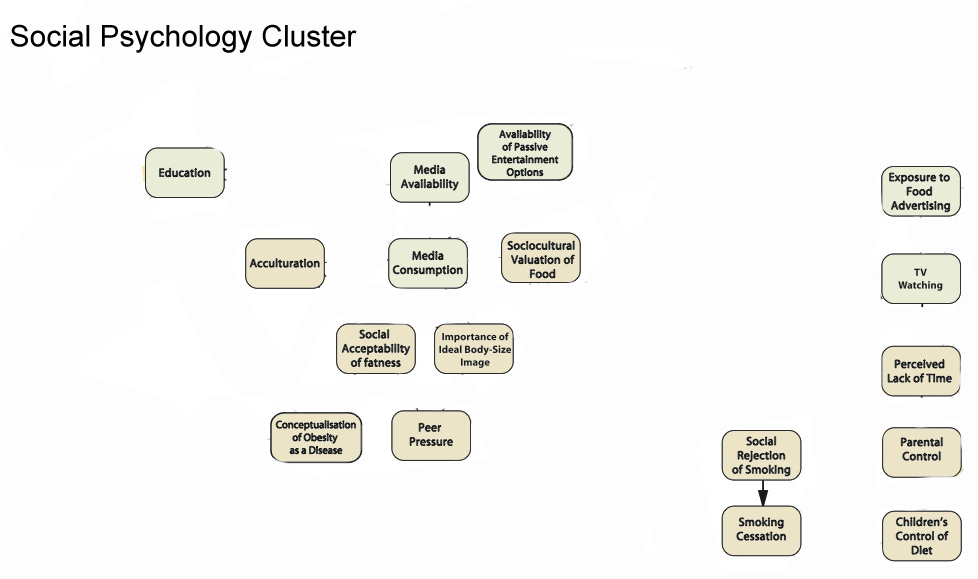 Social Psychology Cluster
Availability
of Passive
Entertainment
Options
Education
Media
Availability
Exposure to
Food
Advertising
Acculturation
Media
Consumption
Sociocultural
Valuation of
Food
TV
Watching
Social
Acceptability
of fatness
Importance of
Ideal Body-Size
Image
Perceived
Lack of TIme
Conceptualisation
of Obesity
as a Disease
Peer
Pressure
Social
Rejection
of Smoking
Parental
Control
Smoking
Cessation
Children's
Control of
Diet